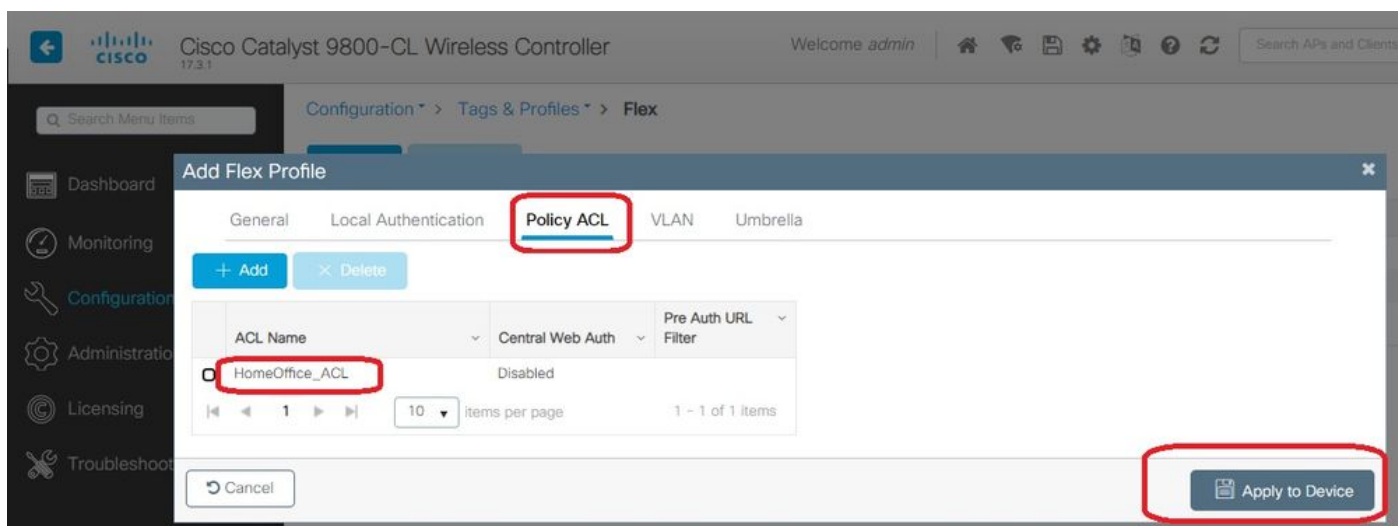 CISCO
Cisco Catalyst 9800-CL Wireless Controller
17.3.1
Welcome admin
Search APs and Clients
Search Menu Items
Configuration > Tags & Profiles > Flex
Dashboard
Monitoring
Configuration
Administratio
Licensing
Troubleshoot
Add Flex Profile
General Local Authentication Policy ACL VLAN Umbrella
+ Add × Delete
ACL Name Central Web Auth Pre Auth URL Filter
HomeOffice_ACL Disabled
1 10 items per page 1 - 1 of 1 items
Cancel Apply to Device